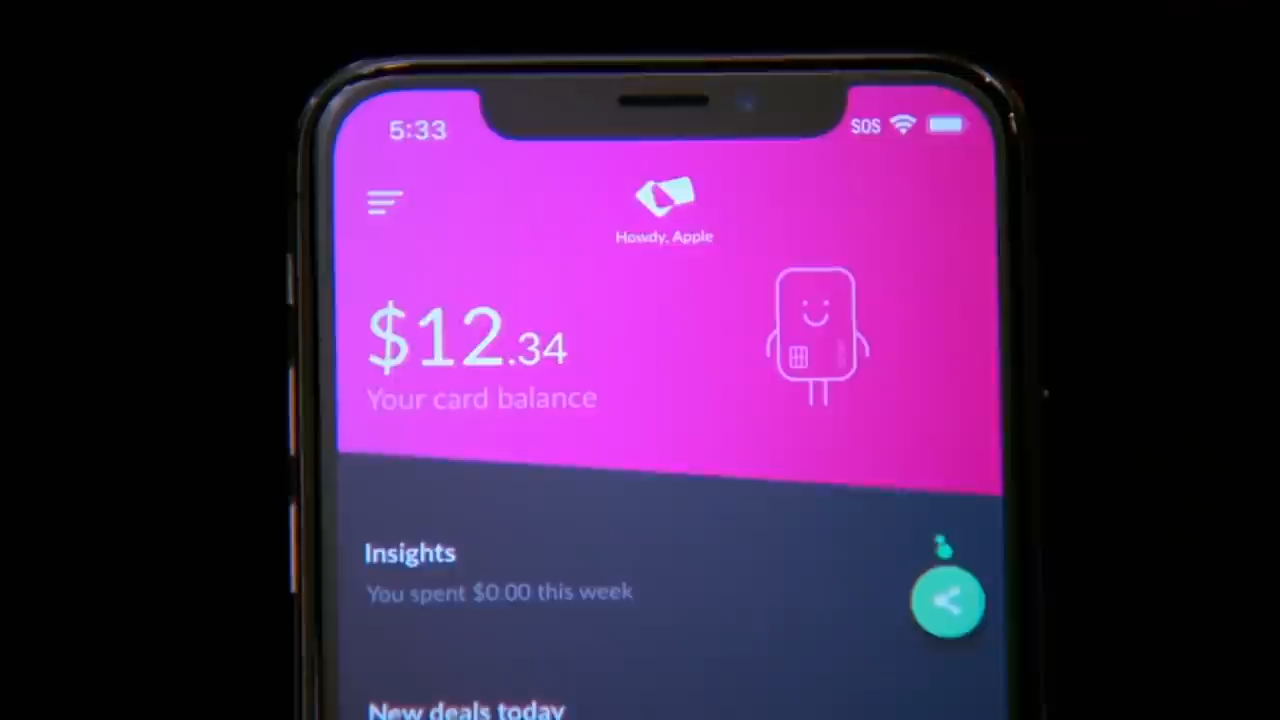 5:33
SOS
Howdy, Apple
$12.34
Your card balance
Insights
You spent $0.00 this week
New deals today